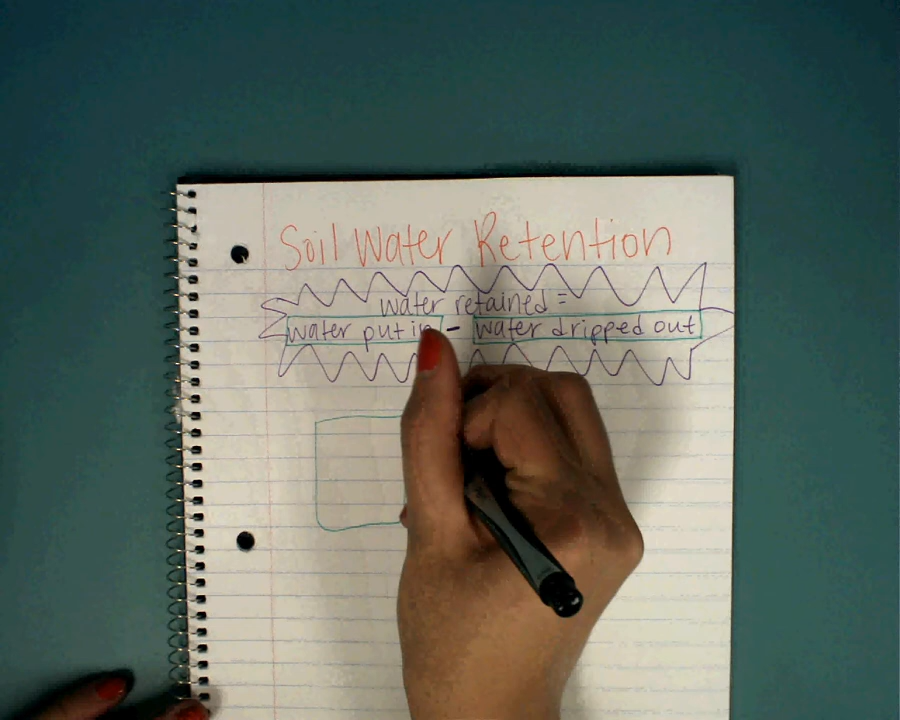 Soil Water Retention
water retained =
water put in - water dripped out